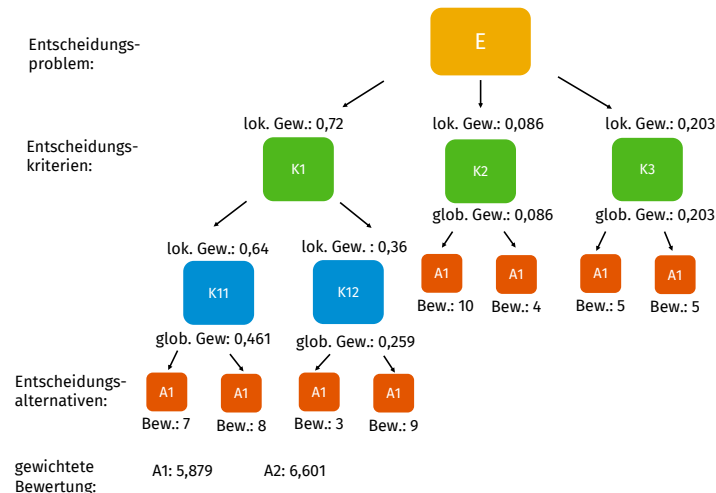 Entscheidungs-
problem:
E
Entscheidungs-
kriterien:
lok. Gew.: 0,72
lok. Gew.: 0,086
lok. Gew.: 0,203
K1
K2
K3
glob. Gew.: 0,086
glob. Gew.: 0,203
lok. Gew.: 0,64
lok. Gew. : 0,36
A1
A1
A1
A1
Bew.: 10
Bew.: 4
Bew.: 5
Bew.: 5
K11
K12
glob. Gew: 0,461
glob. Gew.: 0,259
Entscheidungs-
alternativen:
A1
A1
A1
A1
Bew.: 7
Bew.: 8
Bew.: 3
Bew.: 9
gewichtete
Bewertung:
A1: 5,879
A2: 6,601